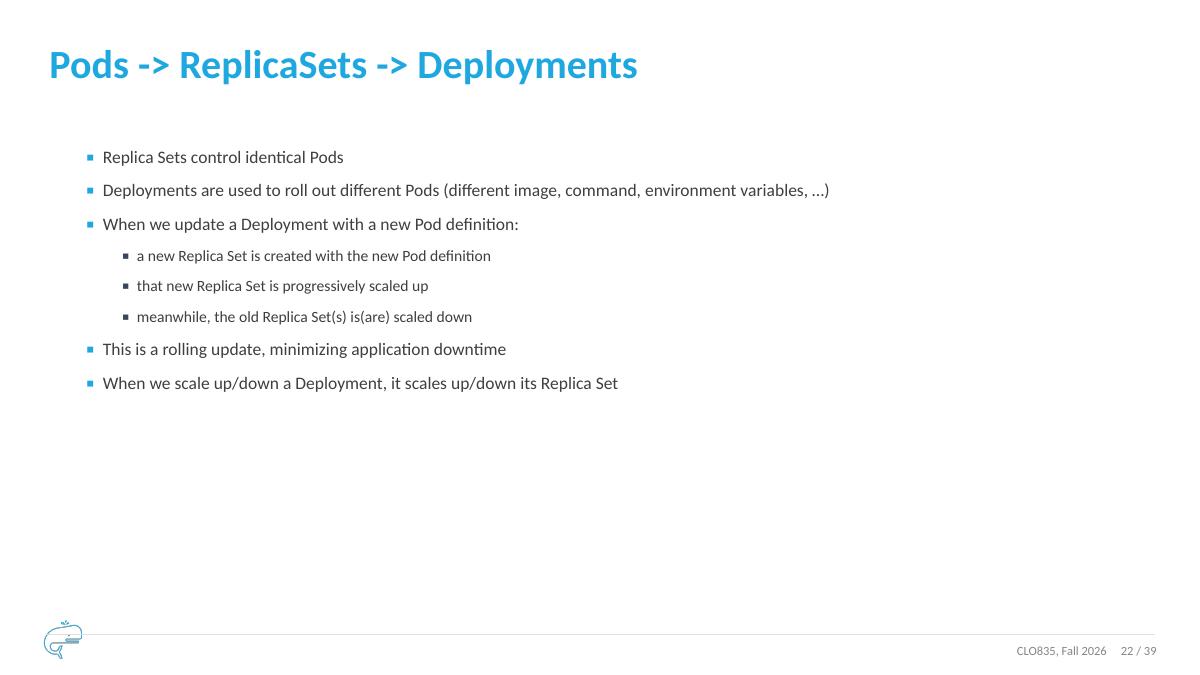 Pods -> ReplicaSets -> Deployments
Replica Sets control identical Pods
Deployments are used to roll out different Pods (different image, command, environment variables, ...)
When we update a Deployment with a new Pod definition:
a new Replica Set is created with the new Pod definition
that new Replica Set is progressively scaled up
meanwhile, the old Replica Set(s) is(are) scaled down
This is a rolling update, minimizing application downtime
When we scale up/down a Deployment, it scales up/down its Replica Set
CLO835, Fall 2026 22 / 39